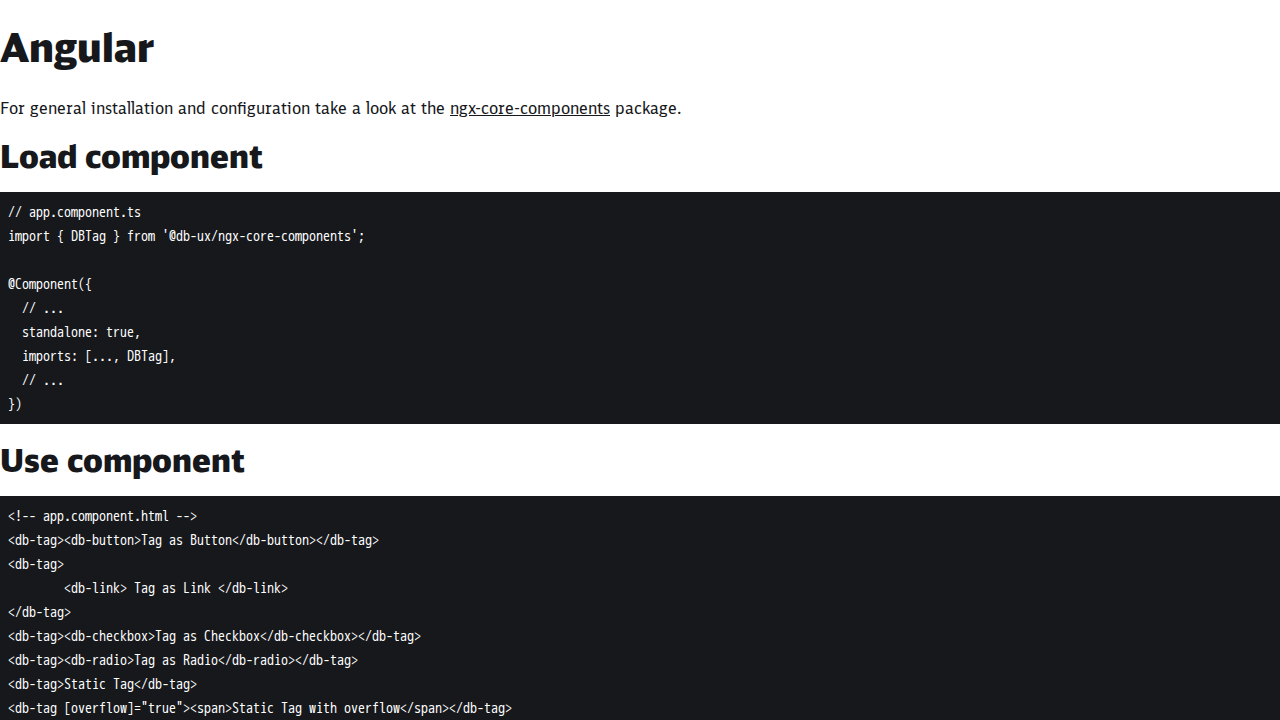 Angular
For general installation and configuration take a look at the ngx-core-components package.
Load component
// app.component.ts
import { DBTag } from '@db-ux/ngx-core-components';
@Component({
  // ...
  standalone: true,
  imports: [..., DBTag],
  // ...
})
Use component
<!-- app.component.html -->
<db-tag><db-button>Tag as Button</db-button></db-tag>
<db-tag>
        <db-link> Tag as Link </db-link>
</db-tag>
<db-tag><db-checkbox>Tag as Checkbox</db-checkbox></db-tag>
<db-tag><db-radio>Tag as Radio</db-radio></db-tag>
<db-tag>Static Tag</db-tag>
<db-tag [overflow]="true"><span>Static Tag with overflow</span></db-tag>